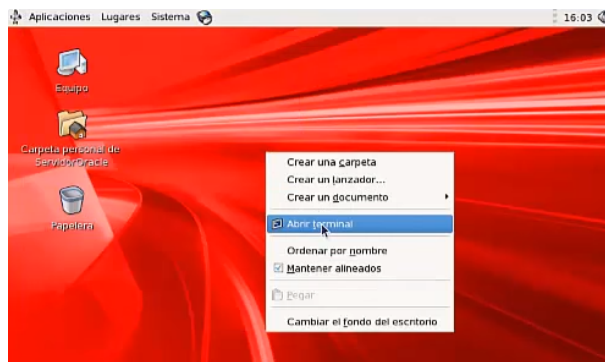 Aplicaciones Lugares Sistema 16:03
Equipo
Carpeta personal de
ServidorOracle
Papelera
Crear una carpeta
Crear un lanzador...
Crear un documento
Abrir terminal
Ordenar por nombre
Mantener alineados
Pegar
Cambiar el fondo del escritorio